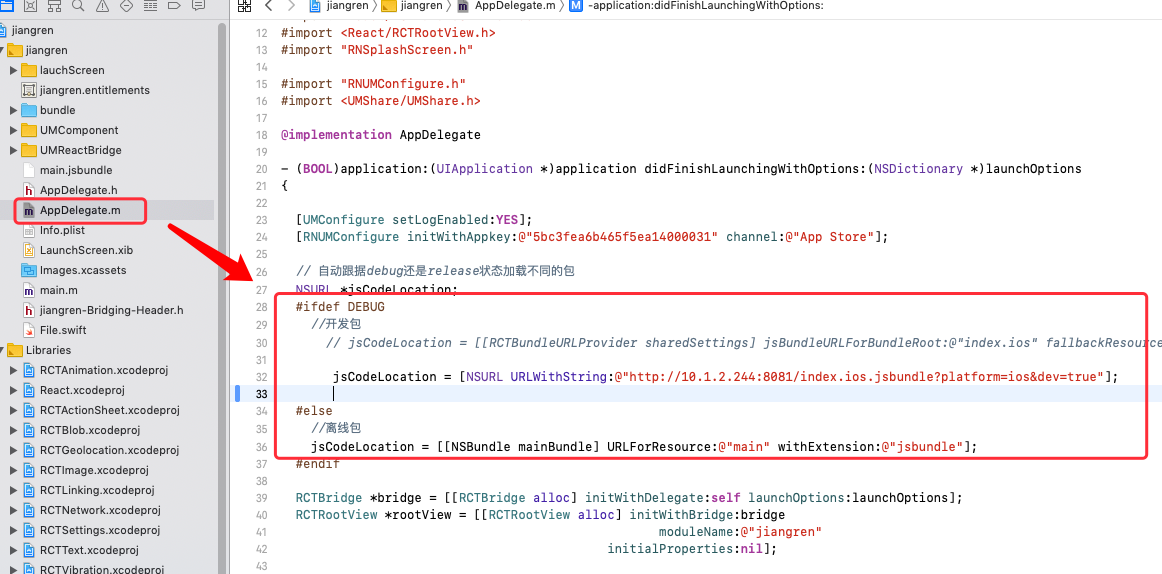 jiangren 〉 jiangren 〉 AppDelegate.m 〉 M -application:didFinishLaunchingWithOptions:
jiangren
jiangren
lauchScreen
jiangren.entitlements
bundle
UMComponent
UMReactBridge
main.jsbundle
AppDelegate.h
AppDelegate.m
Info.plist
LaunchScreen.xib
Images.xcassets
main.m
jiangren-Bridging-Header.h
File.swift
Libraries
RCTAnimation.xcodeproj
React.xcodeproj
RCTActionSheet.xcodeproj
RCTBlob.xcodeproj
RCTGeolocation.xcodeproj
RCTImage.xcodeproj
RCTLinking.xcodeproj
RCTNetwork.xcodeproj
RCTSettings.xcodeproj
RCTText.xcodeproj
RCTVibration.xcodeproj
12 #import <React/RCTRootView.h>
13 #import "RNSplashScreen.h"
14
15 #import "RNUMConfigure.h"
16 #import <UMShare/UMShare.h>
17
18 @implementation AppDelegate
19
20 - (BOOL)application:(UIApplication *)application didFinishLaunchingWithOptions:(NSDictionary *)launchOptions
21 {
22
23 [UMConfigure setLogEnabled:YES];
24 [RNUMConfigure initWithAppkey:@"5bc3fea6b465f5ea14000031" channel:@"App Store"];
25
26 // 自动跟据debug还是release状态加载不同的包
27 NSURL *jsCodeLocation;
28 #ifdef DEBUG
29 //开发包
30 // jsCodeLocation = [[RCTBundleURLProvider sharedSettings] jsBundleURLForBundleRoot:@"index.ios" fallbackResource
31
32 jsCodeLocation = [NSURL URLWithString:@"http://10.1.2.244:8081/index.ios.jsbundle?platform=ios&dev=true"];
33
34 #else
35 //离线包
36 jsCodeLocation = [[NSBundle mainBundle] URLForResource:@"main" withExtension:@"jsbundle"];
37 #endif
38
39 RCTBridge *bridge = [[RCTBridge alloc] initWithDelegate:self launchOptions:launchOptions];
40 RCTRootView *rootView = [[RCTRootView alloc] initWithBridge:bridge
41 moduleName:@"jiangren"
42 initialProperties:nil];
43